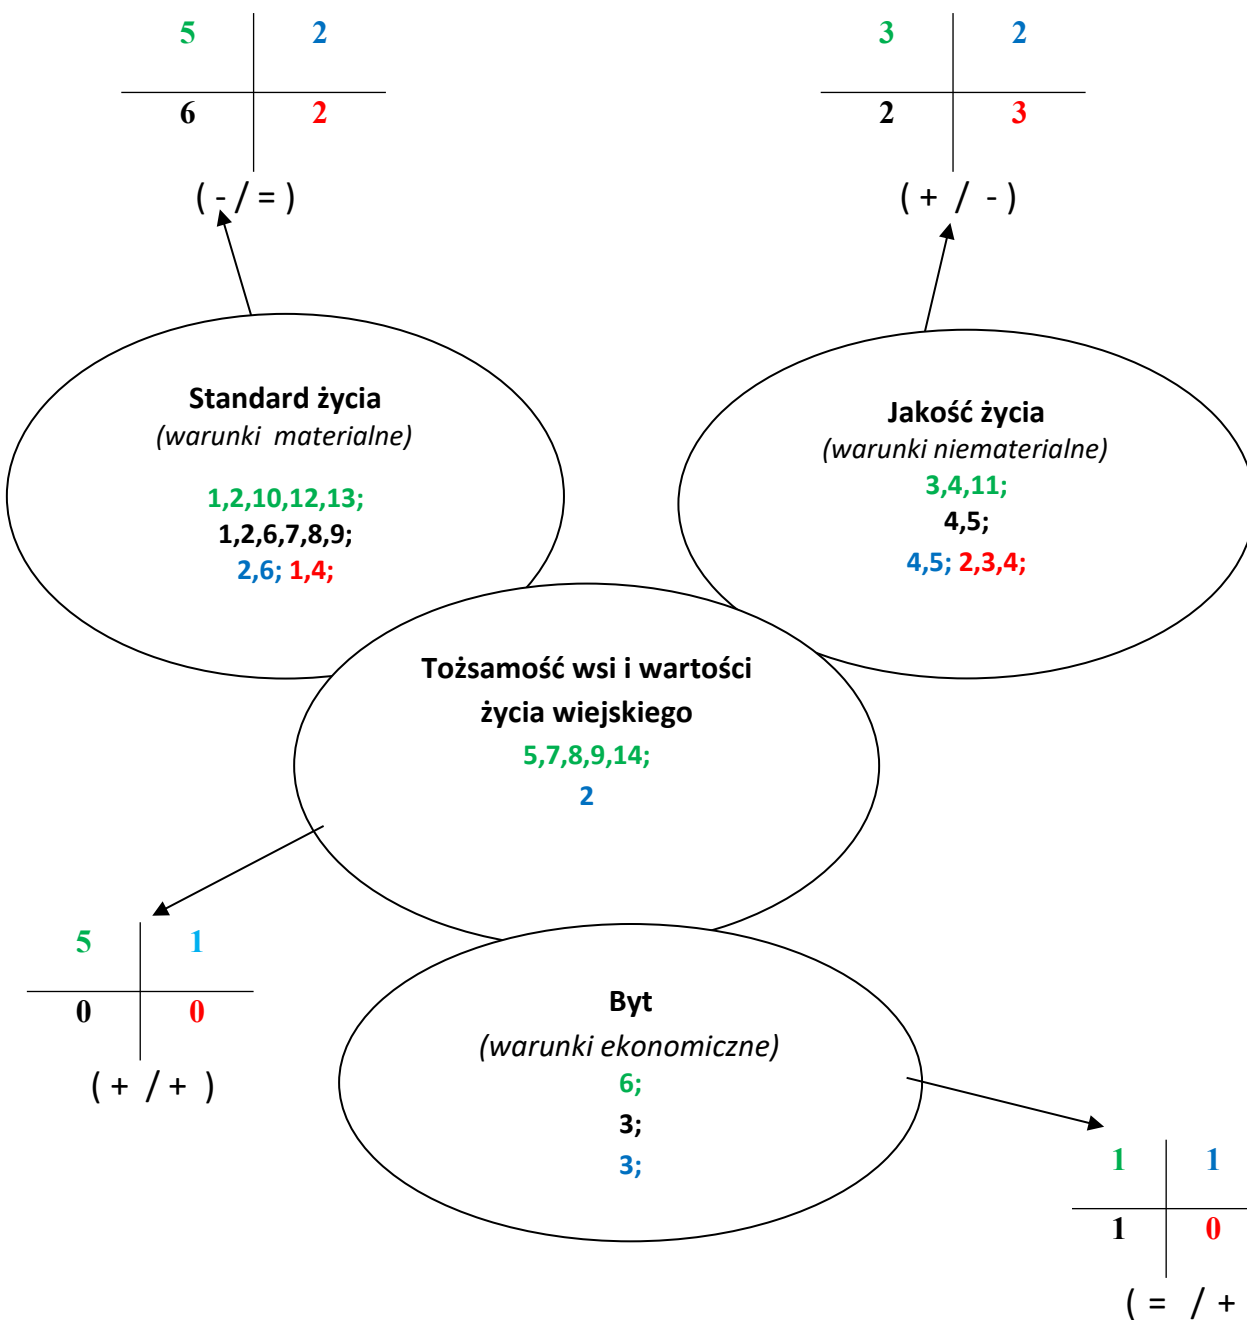 5 2
6 2
( - / = )
3 2
2 3
( + / - )
Standard życia
(warunki materialne)
1,2,10,12,13;
1,2,6,7,8,9;
2,6; 1,4;
Jakość życia
(warunki niematerialne)
3,4,11;
4,5;
4,5; 2,3,4;
Tożsamość wsi i wartości
życia wiejskiego
5,7,8,9,14;
2
5 1
0 0
( + / + )
Byt
(warunki ekonomiczne)
6;
3;
3;
1 1
1 0
( = / +